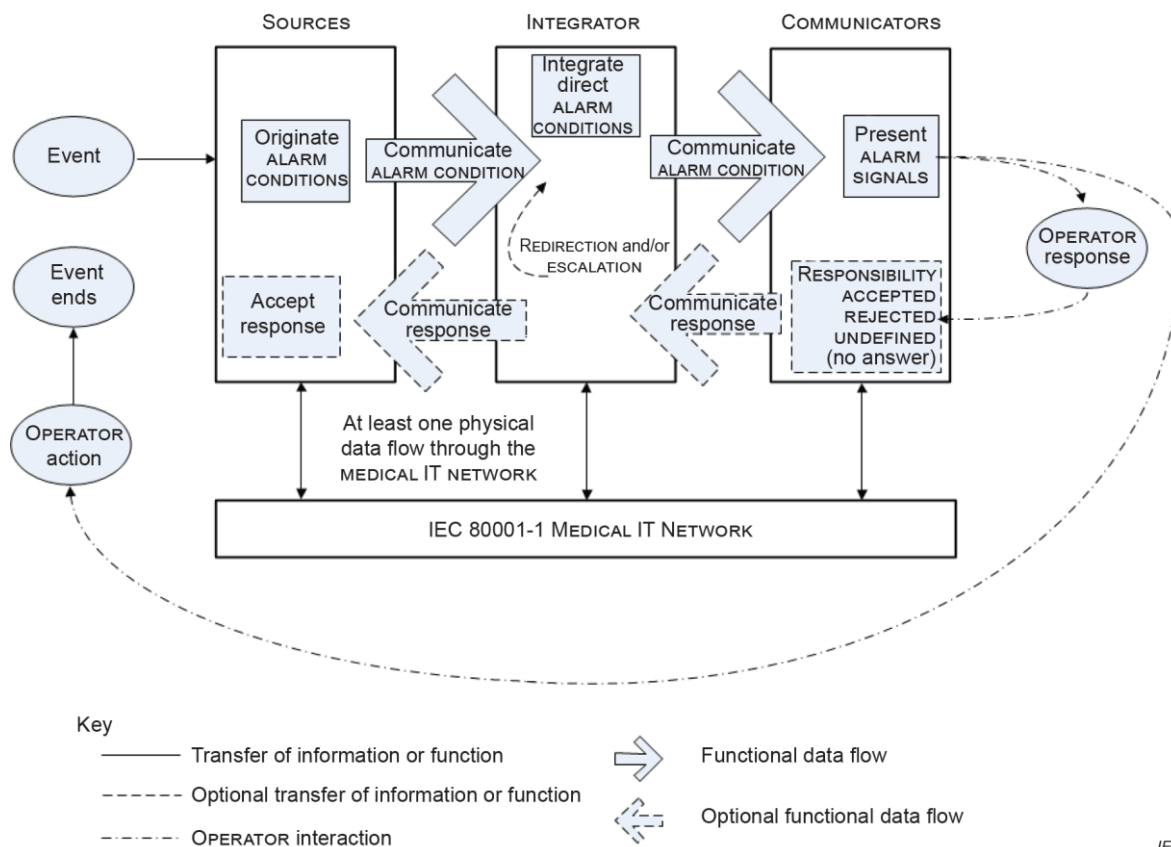 SOURCES
INTEGRATOR
COMMUNICATORS
Event
Originate
ALARM
CONDITIONS
Communicate
ALARM CONDITION
Integrate
direct
ALARM
CONDITIONS
Communicate
ALARM CONDITION
Present
ALARM
SIGNALS
OPERATOR
response
REDIRECTION and/or
ESCALATION
Event
ends
Accept
response
Communicate
response
Communicate
response
RESPONSIBILITY
ACCEPTED
REJECTED
UNDEFINED
(no answer)
OPERATOR
action
At least one physical
data flow through the
MEDICAL IT NETWORK
IEC 80001-1 MEDICAL IT NETWORK
Key
Transfer of information or function
Functional data flow
Optional transfer of information or function
Optional functional data flow
OPERATOR interaction